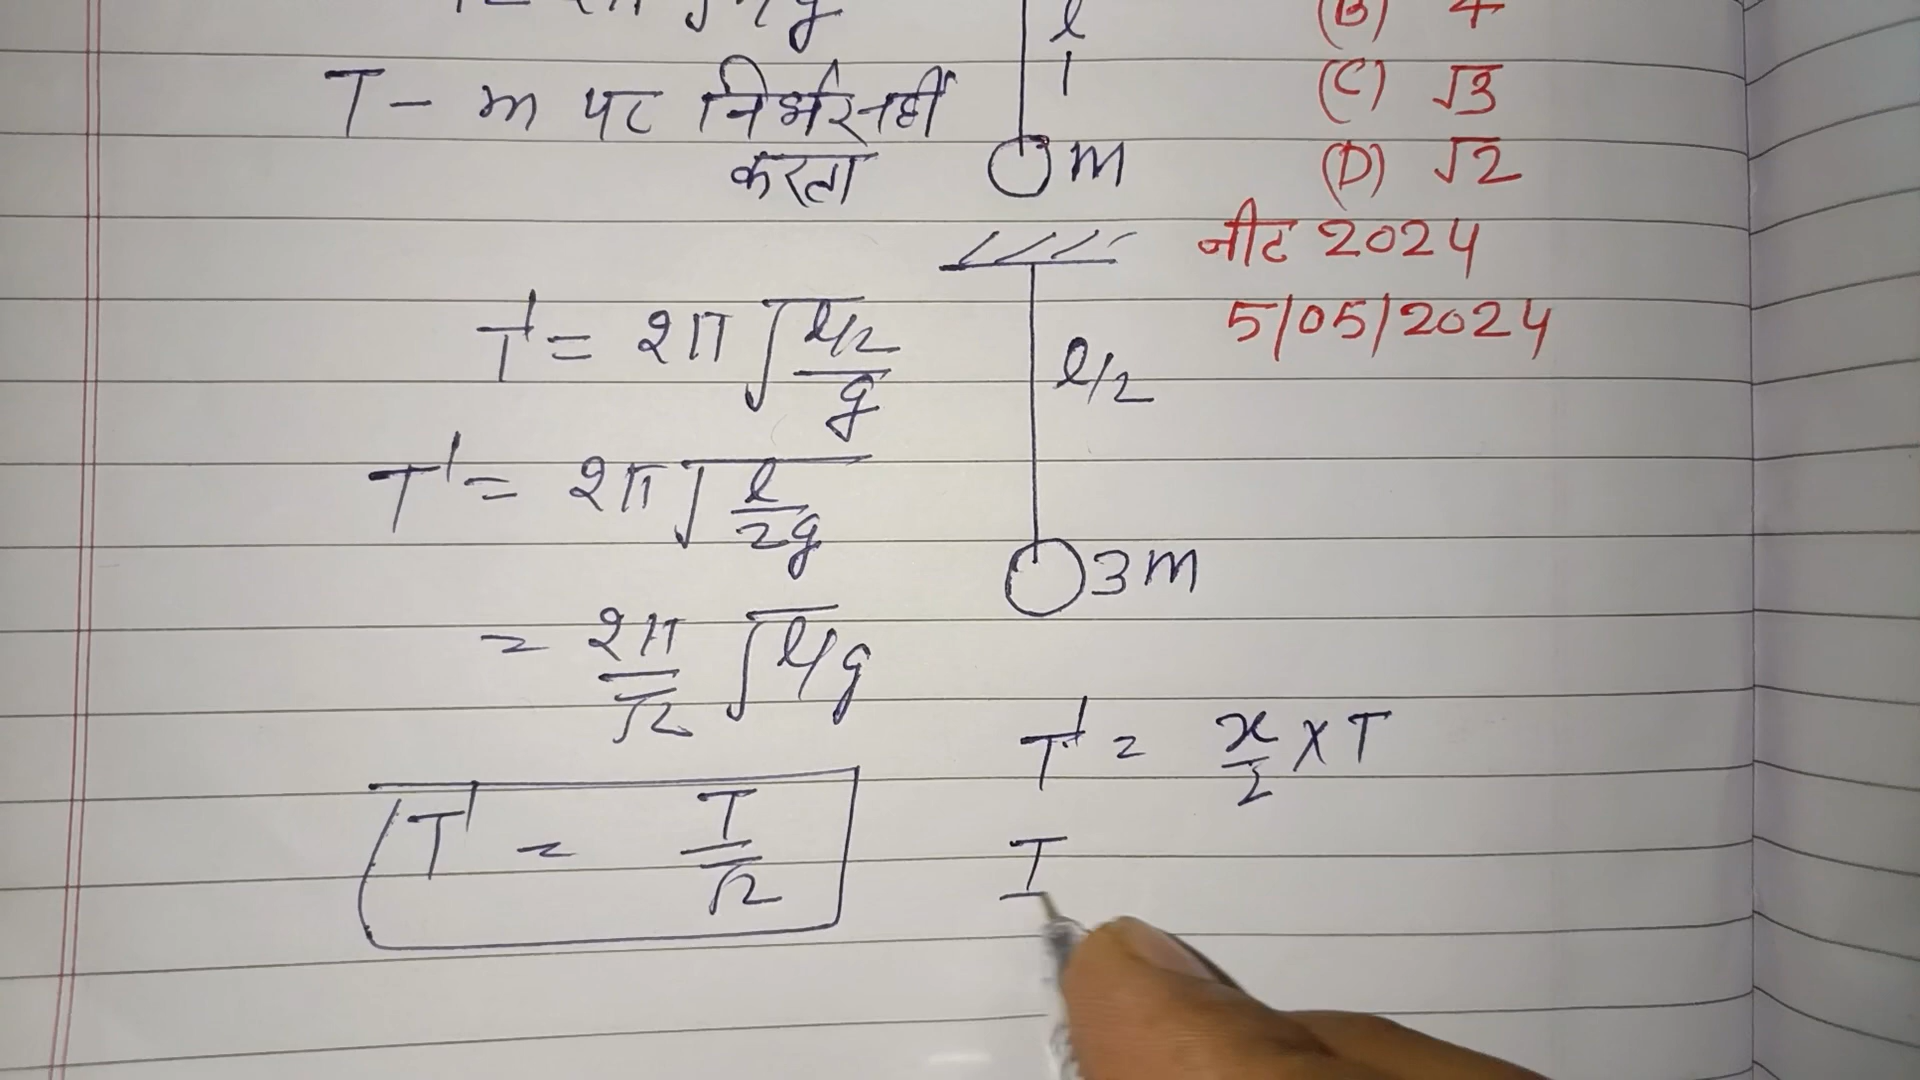 l
(B) 4
T - m पर निर्भर नहीं
करता
(C) √3
m
(D) √2
नीट 2024
5/05/2024
T' = 2π √(l/2 / g)
l/2
T' = 2π √(l / 2g)
3m
= 2π/√2 √l/g
T' = x/2 × T
T' = T/√2
T